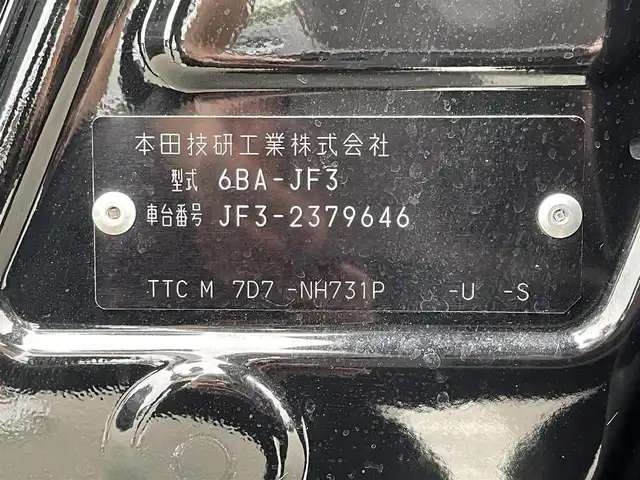 本田技研工業株式会社
型式 6BA-JF3
車台番号 JF3-2379646
TTC M 7D7 -NH731P -U -S